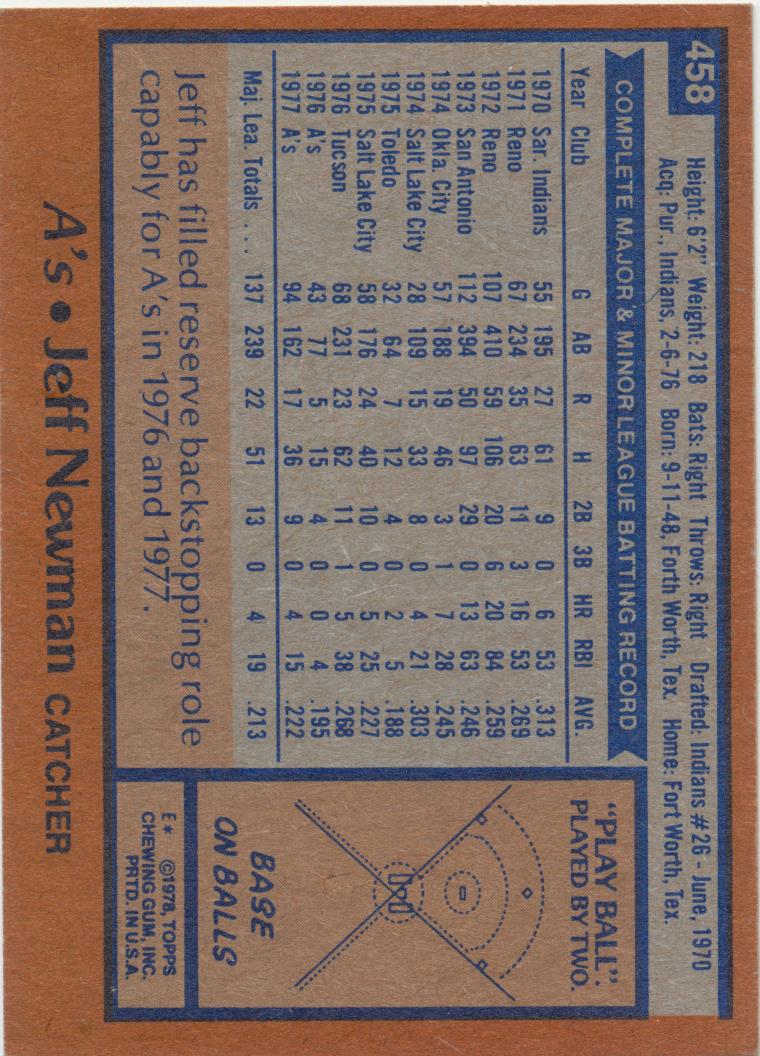 458
Height: 6'2" Weight: 218 Bats: Right Throws: Right Drafted: Indians #26 - June, 1970
Acq: Pur., Indians, 2-6-76 Born: 9-11-48, Forth Worth, Tex. Home: Fort Worth, Tex.
COMPLETE MAJOR & MINOR LEAGUE BATTING RECORD
Year Club G AB R H 2B 3B HR RBI AVG.
1970 Sar. Indians 55 195 27 61 9 0 6 53 .313
1971 Reno 67 234 35 63 11 3 16 53 .269
1972 Reno 107 410 59 106 20 6 20 84 .259
1973 San Antonio 112 394 50 97 29 0 13 63 .246
1974 Okla. City 57 188 19 46 3 1 7 28 .245
1974 Salt Lake City 28 109 15 33 8 0 4 21 .303
1975 Toledo 32 64 7 12 4 0 2 5 .188
1975 Salt Lake City 58 176 24 40 10 0 5 25 .227
1976 Tucson 68 231 23 62 11 1 5 38 .268
1976 A's 43 77 5 15 4 0 0 4 .195
1977 A's 94 162 17 36 9 0 4 15 .222
Maj. Lea. Totals . . . 137 239 22 51 13 0 4 19 .213
Jeff has filled reserve backstopping role
capably for A's in 1976 and 1977.
"PLAY BALL".
PLAYED BY TWO.
BASE
ON BALLS
E* ©1978, TOPPS
CHEWING GUM, INC.
PRTD. IN U.S.A.
A's • Jeff Newman CATCHER